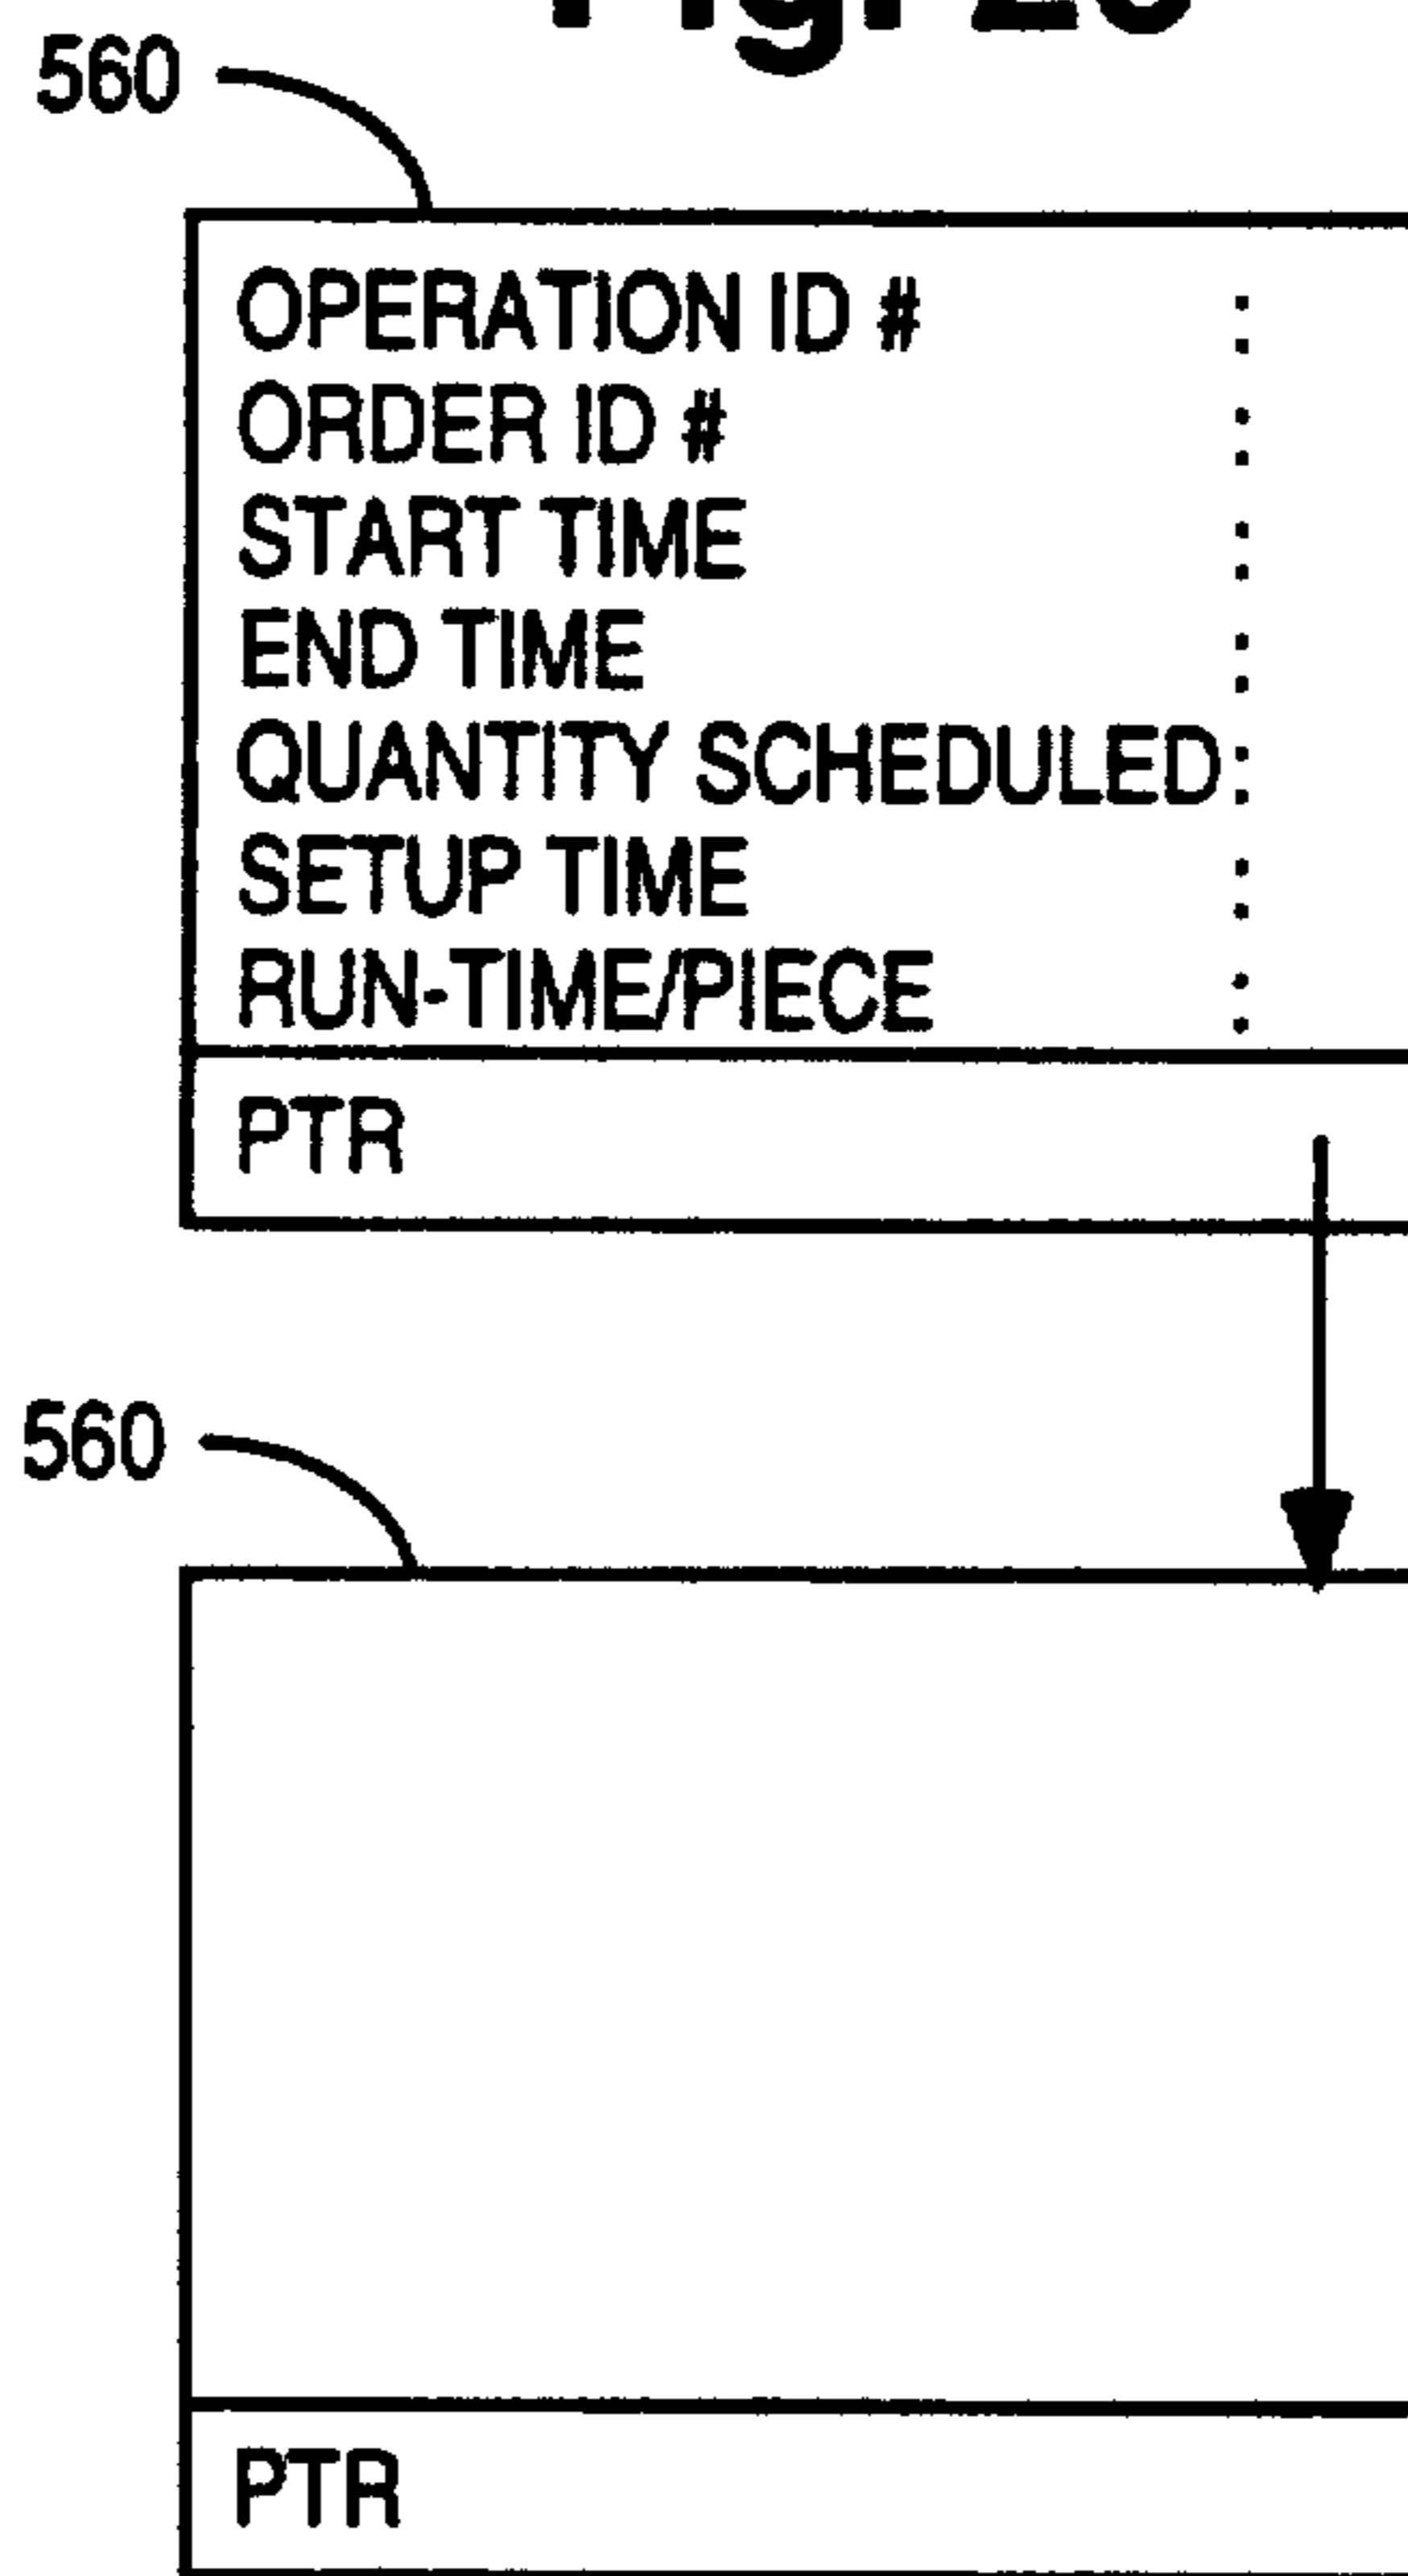 560
OPERATION ID # :
ORDER ID # :
START TIME :
END TIME :
QUANTITY SCHEDULED :
SETUP TIME :
RUN-TIME/PIECE :
PTR
560
PTR